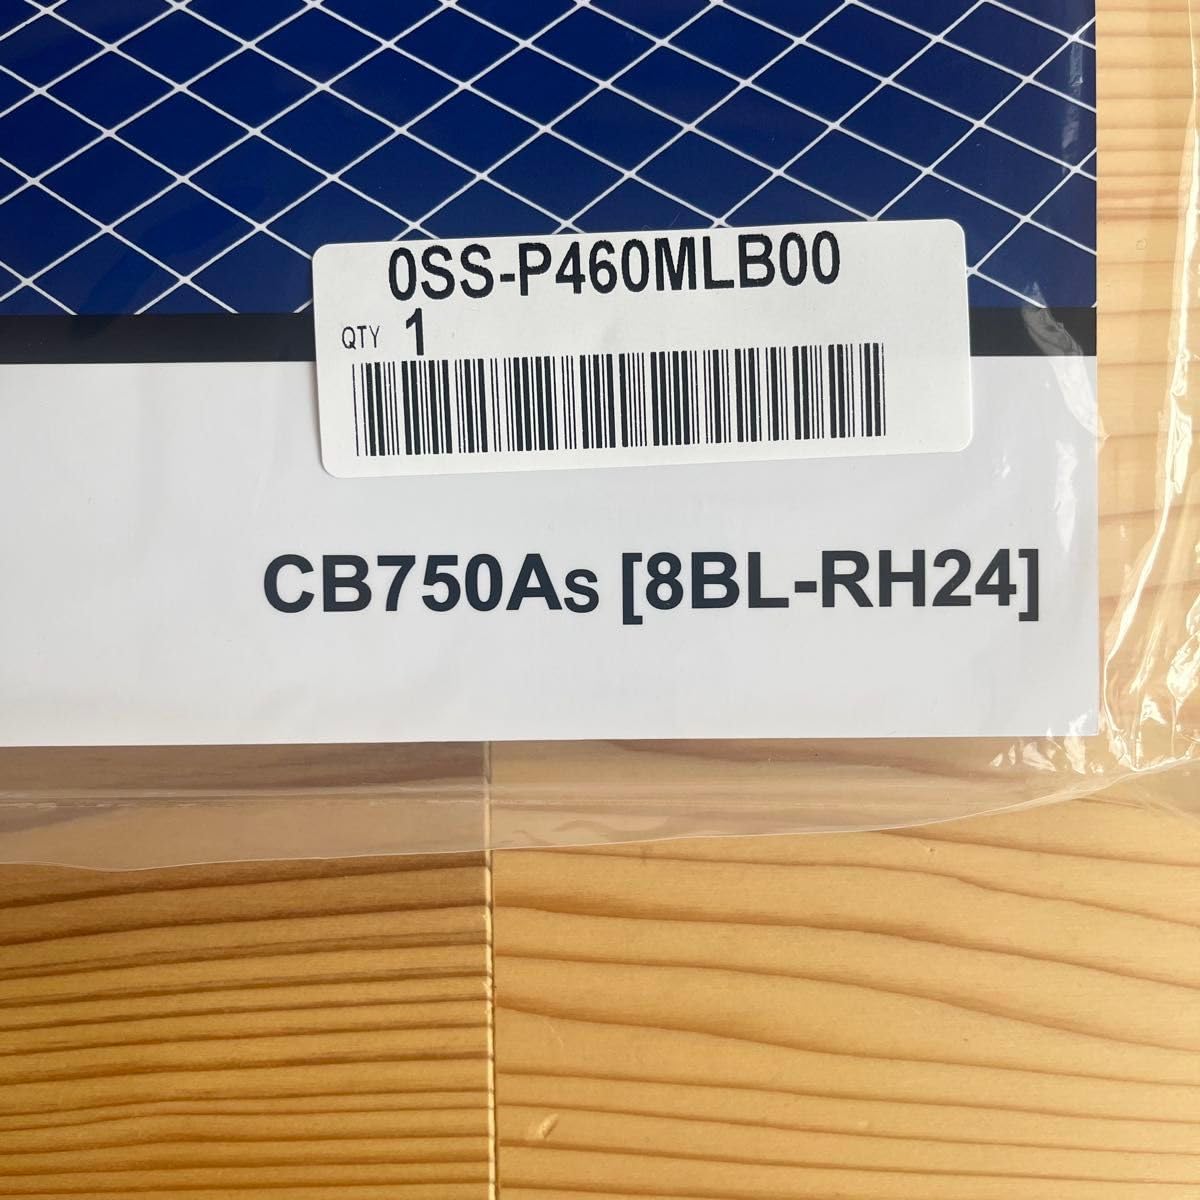 0SS-P460MLB00
QTY 1
CB750As [8BL-RH24]